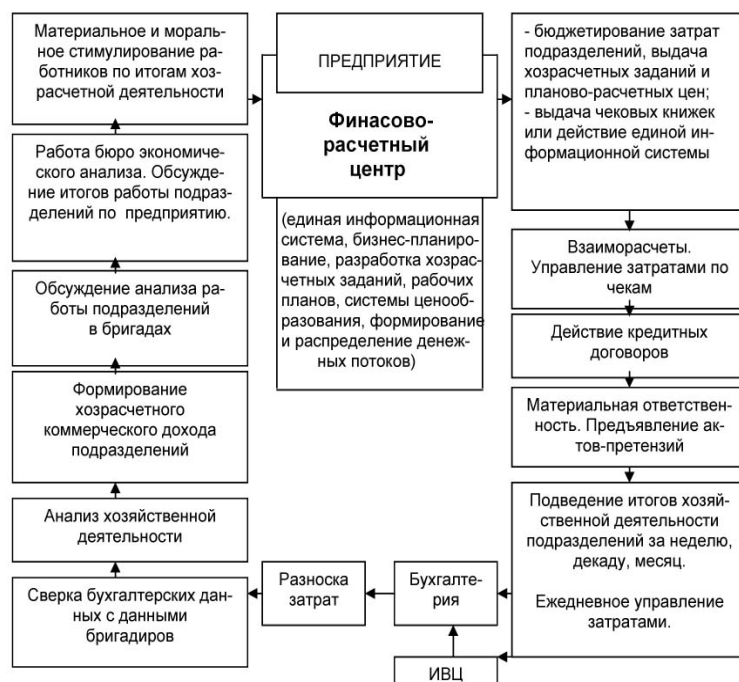 Материальное и мораль-
ное стимулирование ра-
ботников по итогам хоз-
расчетной деятельности
Работа бюро экономиче-
ского анализа. Обсужде-
ние итогов работы подраз-
делений по предприятию.
Обсуждение анализа ра-
боты подразделений
в бригадах
Формирование
хозрасчетного
коммерческого дохода
подразделений
Анализ хозяйственной
деятельности
Сверка бухгалтерских дан-
ных с данными
бригадиров
ПРЕДПРИЯТИЕ
Финасово-
расчетный
центр
(единая информационная
система, бизнес-планиро-
вание, разработка хозрас-
четных заданий, рабочих
планов, системы ценооб-
разования, формирование
и распределение денеж-
ных потоков)
- бюджетирование затрат
подразделений, выдача
хозрасчетных заданий и
планово-расчетных цен;
- выдача чековых книжек
или действие единой ин-
формационной системы
Взаиморасчеты.
Управление затратами по
чекам
Действие кредитных
договоров
Материальная ответствен-
ность. Предъявление ак-
тов-претензий
Подведение итогов хозяй-
ственной деятельности
подразделений за неделю,
декаду, месяц.
Ежедневное управление
затратами.
Разноска
затрат
Бухгалте-
рия
ИВЦ